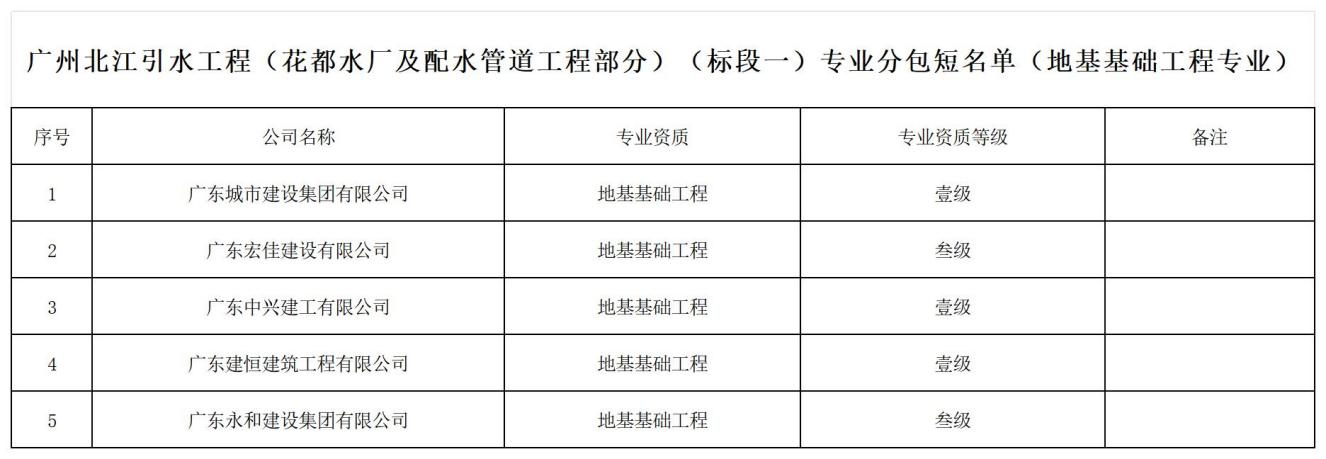 广州北江引水工程（花都水厂及配水管道工程部分）（标段一）专业分包短名单（地基基础工程专业）
序号 公司名称 专业资质 专业资质等级 备注
1 广东城市建设集团有限公司 地基基础工程 壹级
2 广东宏佳建设有限公司 地基基础工程 叁级
3 广东中兴建工有限公司 地基基础工程 壹级
4 广东建恒建筑工程有限公司 地基基础工程 壹级
5 广东永和建设集团有限公司 地基基础工程 叁级